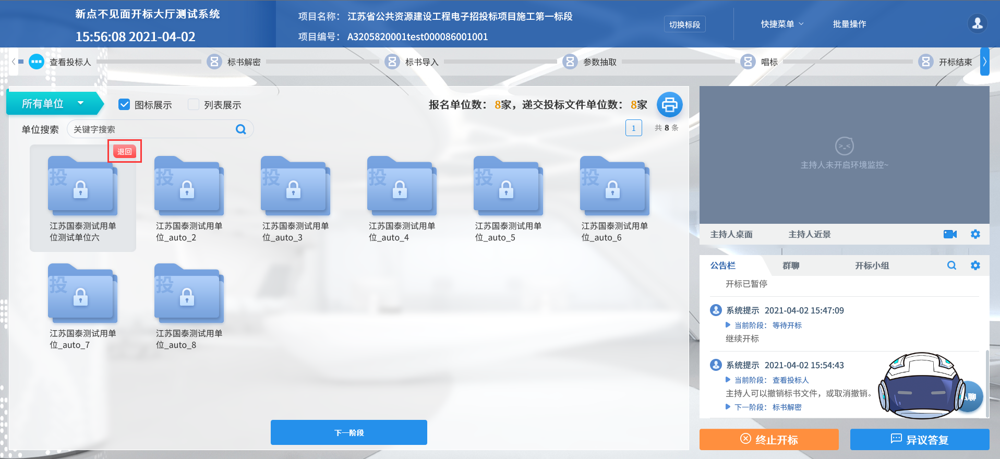 新点不见面开标大厅测试系统
15:56:08 2021-04-02
项目名称： 江苏省公共资源建设工程电子招投标项目施工第一标段
项目编号： A3205820001test000086001001
切换标段
快捷菜单
批量操作
查看投标人
标书解密
标书导入
参数抽取
唱标
开标结束
所有单位
图标展示
列表展示
报名单位数： 8家，递交投标文件单位数： 8家
单位搜索
关键字搜索
1
共 8 条
退回
投
江苏国泰测试用单
位测试单位六
投
江苏国泰测试用单
位_auto_2
投
江苏国泰测试用单
位_auto_3
投
江苏国泰测试用单
位_auto_4
投
江苏国泰测试用单
位_auto_5
投
江苏国泰测试用单
位_auto_6
投
江苏国泰测试用单
位_auto_7
投
江苏国泰测试用单
位_auto_8
下一阶段
主持人未开启环境监控~
主持人桌面
主持人近景
公告栏
群聊
开标小组
开标已暂停
系统提示 2021-04-02 15:47:09
当前阶段： 等待开标
继续开标
系统提示 2021-04-02 15:54:43
当前阶段： 查看投标人
主持人可以撤销标书文件，或取消撤销。
下一阶段： 标书解密
聊
终止开标
异议答复